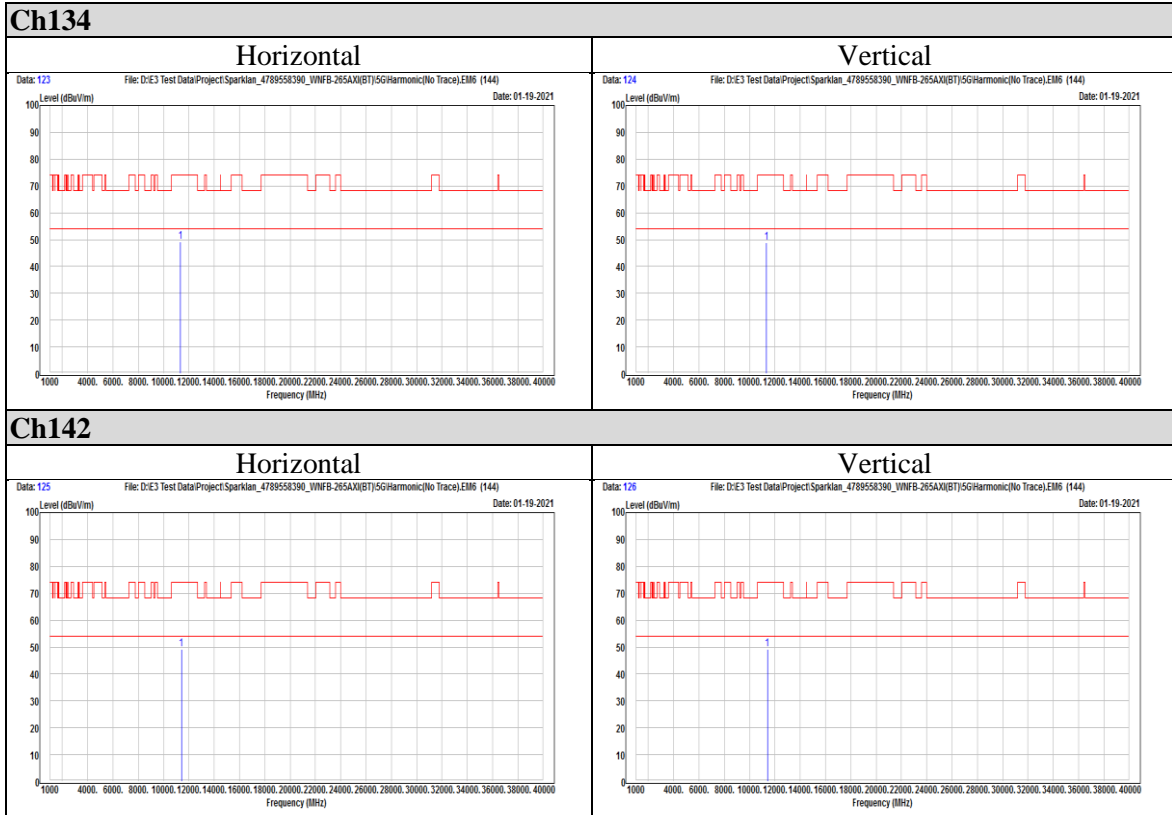 Ch134
Horizontal Vertical
Data: 123 File: D:\E3 Test Data\Project\Sparklan_4789558390_WNFB-265AXI(BT)\5G\Harmonic(No Trace).EM6 (144)
Level (dBuV/m) Date: 01-19-2021
100
90
80
70
60
50
40
30
20
10
0
1
1000 4000. 6000. 8000. 10000. 12000. 14000. 16000. 18000. 20000. 22000. 24000. 26000. 28000. 30000. 32000. 34000. 36000. 38000. 40000
Frequency (MHz)
Data: 124 File: D:\E3 Test Data\Project\Sparklan_4789558390_WNFB-265AXI(BT)\5G\Harmonic(No Trace).EM6 (144)
Level (dBuV/m) Date: 01-19-2021
100
90
80
70
60
50
40
30
20
10
0
1
1000 4000. 6000. 8000. 10000. 12000. 14000. 16000. 18000. 20000. 22000. 24000. 26000. 28000. 30000. 32000. 34000. 36000. 38000. 40000
Frequency (MHz)
Ch142
Horizontal Vertical
Data: 125 File: D:\E3 Test Data\Project\Sparklan_4789558390_WNFB-265AXI(BT)\5G\Harmonic(No Trace).EM6 (144)
Level (dBuV/m) Date: 01-19-2021
100
90
80
70
60
50
40
30
20
10
0
1
1000 4000. 6000. 8000. 10000. 12000. 14000. 16000. 18000. 20000. 22000. 24000. 26000. 28000. 30000. 32000. 34000. 36000. 38000. 40000
Frequency (MHz)
Data: 126 File: D:\E3 Test Data\Project\Sparklan_4789558390_WNFB-265AXI(BT)\5G\Harmonic(No Trace).EM6 (144)
Level (dBuV/m) Date: 01-19-2021
100
90
80
70
60
50
40
30
20
10
0
1
1000 4000. 6000. 8000. 10000. 12000. 14000. 16000. 18000. 20000. 22000. 24000. 26000. 28000. 30000. 32000. 34000. 36000. 38000. 40000
Frequency (MHz)